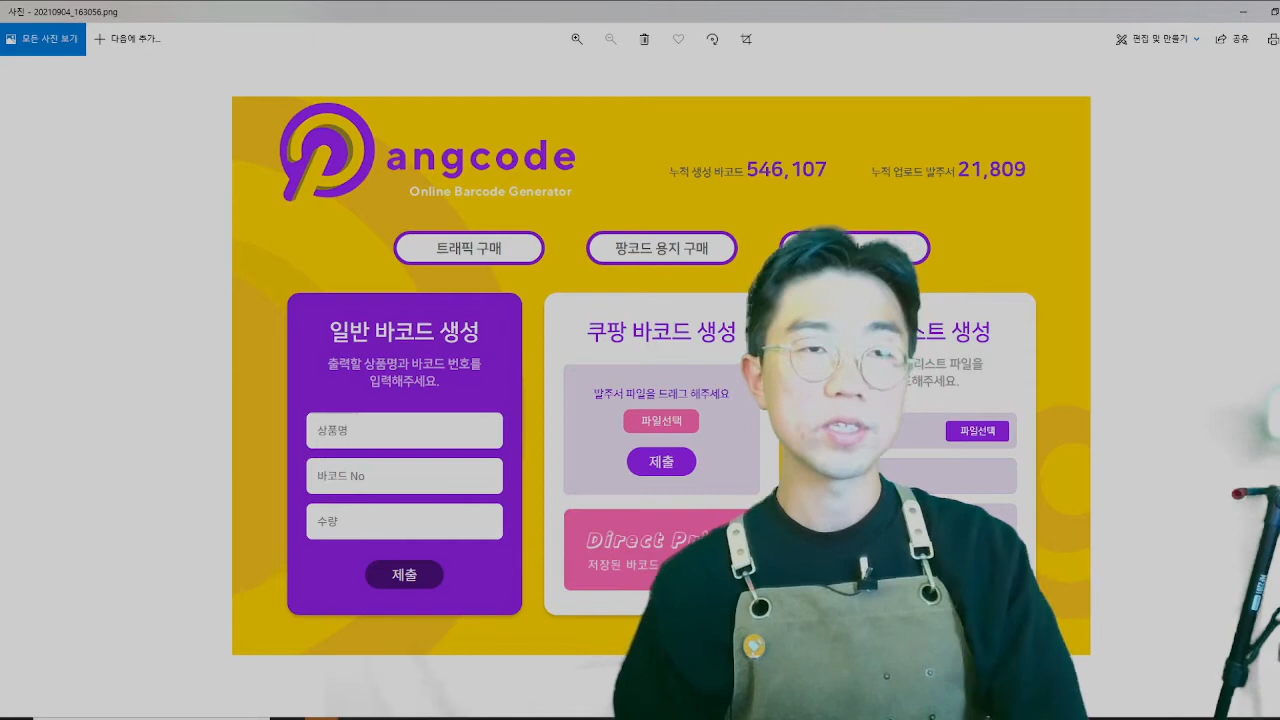 사진 - 20210904_163056.png
모든 사진 보기
다음에 추가...
편집 및 만들기
공유
angcode
Online Barcode Generator
누적 생성 바코드 546,107
누적 업로드 발주서 21,809
트래픽 구매
팡코드 용지 구매
일반 바코드 생성
출력할 상품명과 바코드 번호를
입력해주세요.
상품명
바코드 No
수량
제출
쿠팡 바코드 생성
발주서 파일을 드래그 해주세요
파일선택
제출
Direct
저장된 바코드
생성
리스트 파일을
해주세요.
파일선택